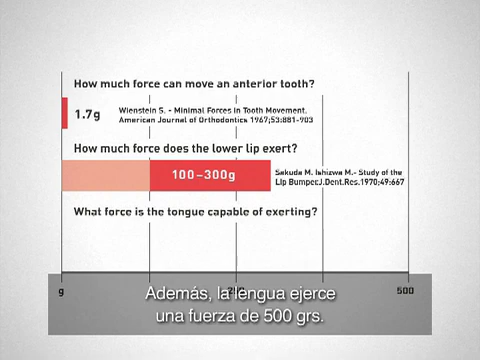 How much force can move an anterior tooth?
1.7g
Wienstein S. - Minimal Forces in Tooth Movement.
American Journal of Orthodontics 1967;53:881-903
How much force does the lower lip exert?
100-300g
Sakuda M. Ishizwa M.- Study of the
Lip Bumper.J.Dent.Res.1970;49:667
What force is the tongue capable of exerting?
g
500
Además, la lengua ejerce
una fuerza de 500 grs.